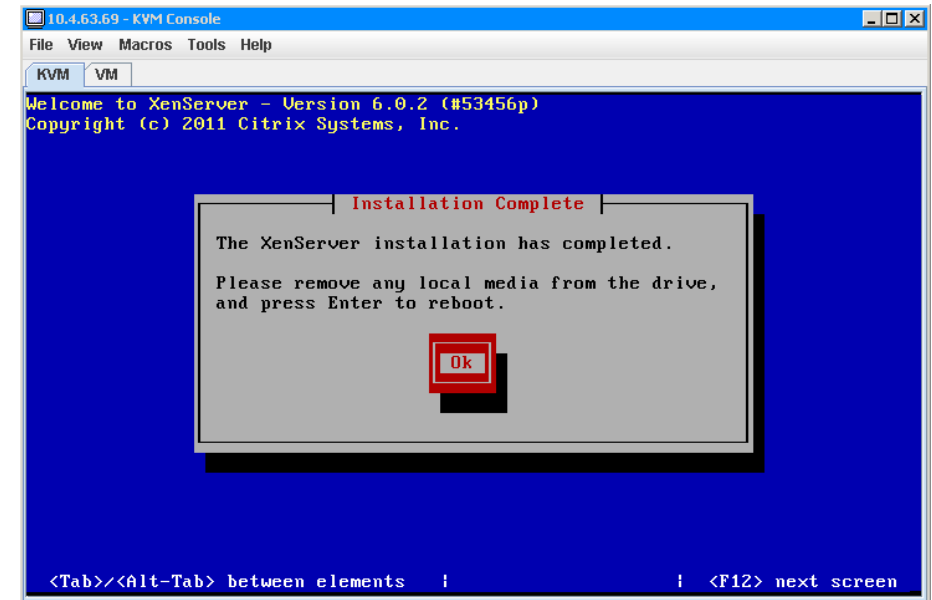 10.4.63.69 - KVM Console
File View Macros Tools Help
KVM VM
Welcome to XenServer - Version 6.0.2 (#53456p)
Copyright (c) 2011 Citrix Systems, Inc.
Installation Complete
The XenServer installation has completed.
Please remove any local media from the drive,
and press Enter to reboot.
Ok
<Tab>/<Alt-Tab> between elements | | <F12> next screen